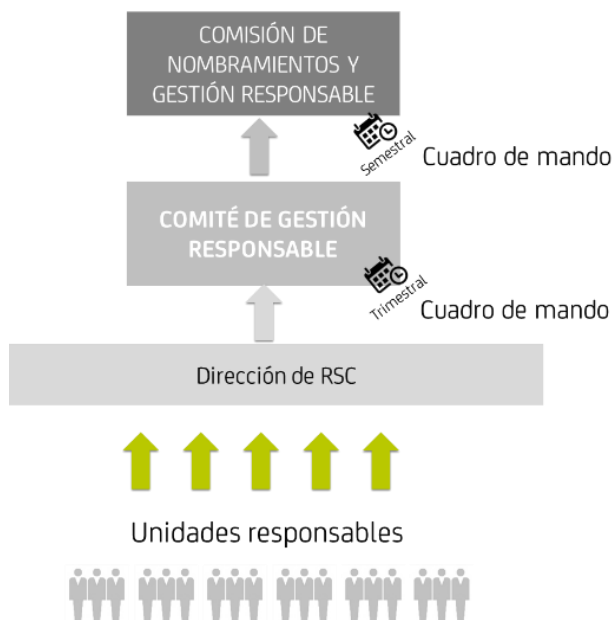 COMISIÓN DE
NOMBRAMIENTOS Y
GESTIÓN RESPONSABLE
Semestral
Cuadro de mando
COMITÉ DE GESTIÓN
RESPONSABLE
Trimestral
Cuadro de mando
Dirección de RSC
Unidades responsables